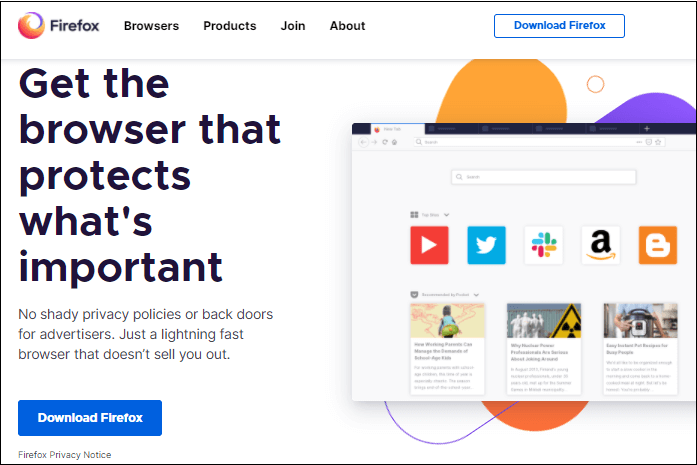 Firefox
Browsers
Products
Join
About
Download Firefox
Get the
browser that
protects
what's
important
No shady privacy policies or back doors
for advertisers. Just a lightning fast
browser that doesn't sell you out.
Download Firefox
Firefox Privacy Notice
New Tab
Search
Search
Top Sites
Recommended by Pocket
How Working Parents Can
Manage the Demands of
School-Age Kids
Why Nuclear Power
Professionals Are Serious
About Joking Around
Easy Instant Pot Recipes for
Busy People